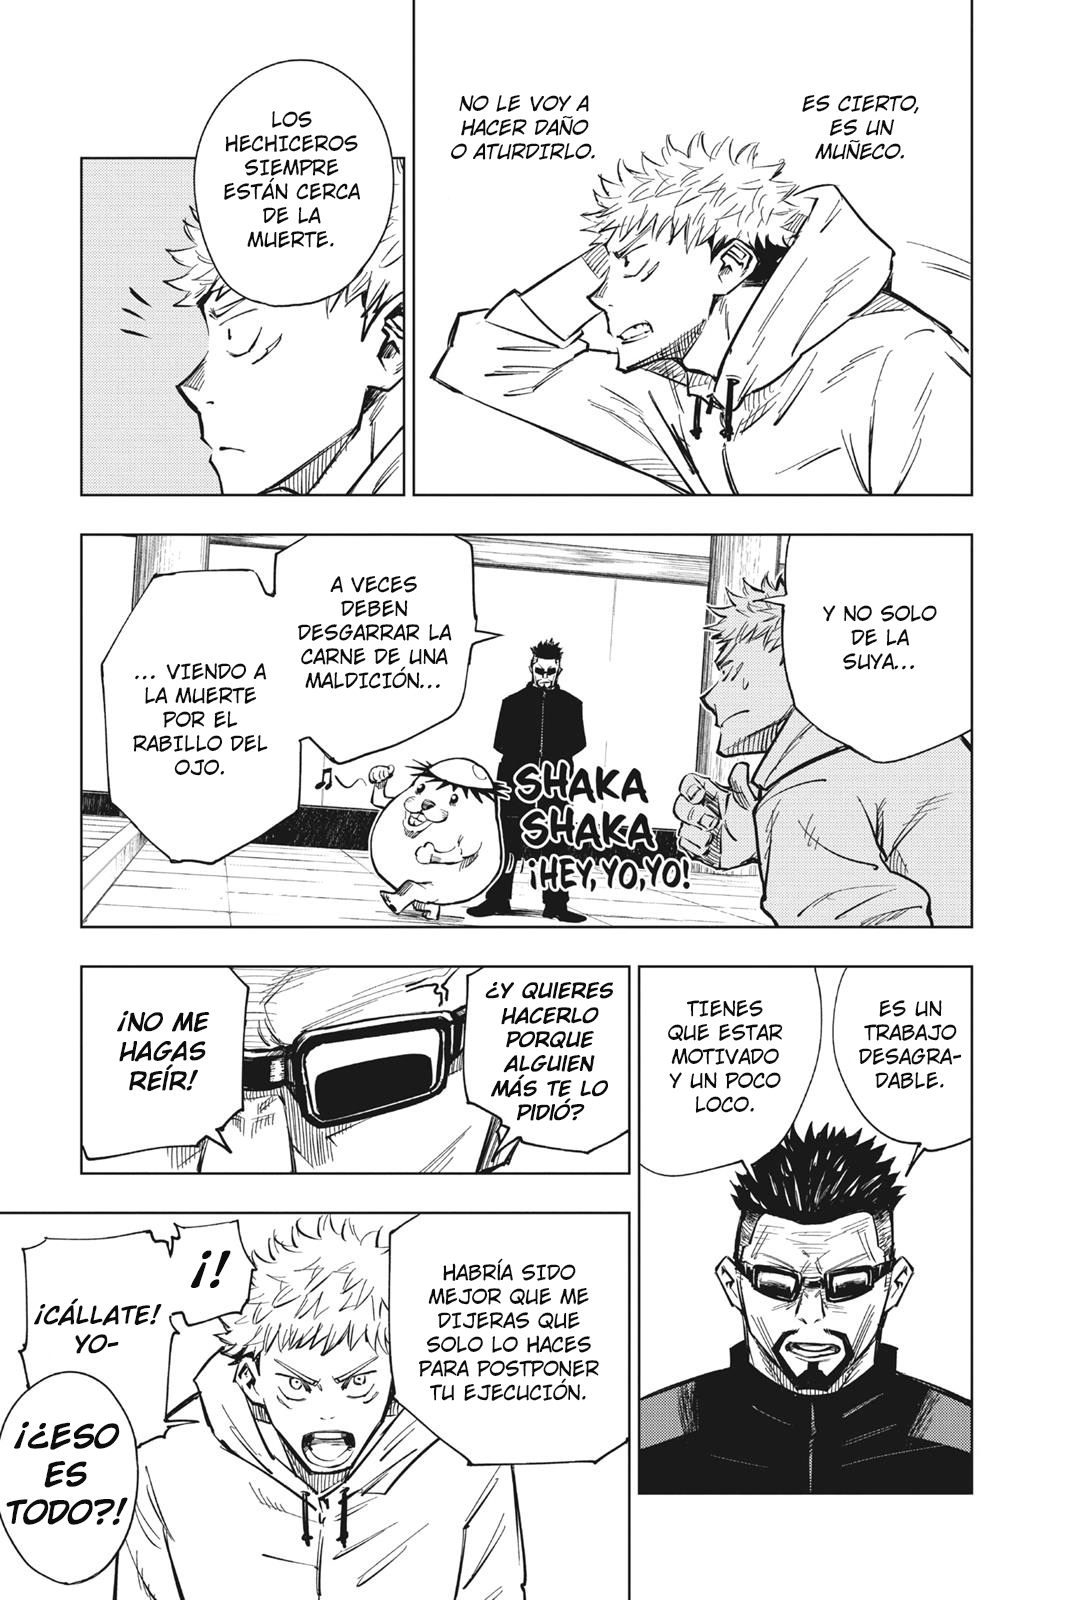 ES CIERTO,
ES UN
MUÑECO.
NO LE VOY A
HACER DAÑO
O ATURDIRLO.
LOS
HECHICEROS
SIEMPRE
ESTÁN CERCA
DE LA
MUERTE.
Y NO SOLO
DE LA
SUYA...
A VECES
DEBEN
DESGARRAR LA
CARNE DE UNA
MALDICIÓN...
... VIENDO A
LA MUERTE
POR EL
RABILLO DEL
OJO.
SHAKA
SHAKA
¡HEY, YO, YO!
ES UN
TRABAJO
DESAGRA-
DABLE.
TIENES
QUE ESTAR
MOTIVADO
Y UN POCO
LOCO.
¿Y QUIERES
HACERLO
PORQUE
ALGUIEN
MÁS TE LO
PIDIÓ?
¡NO ME
HAGAS
REÍR!
HABRÍA SIDO
MEJOR QUE ME
DIJERAS QUE
SOLO LO HACES
PARA POSTPONER
TU EJECUCIÓN.
¡!
¡CÁLLATE!
YO-
¡¿ESO
ES
TODO?!